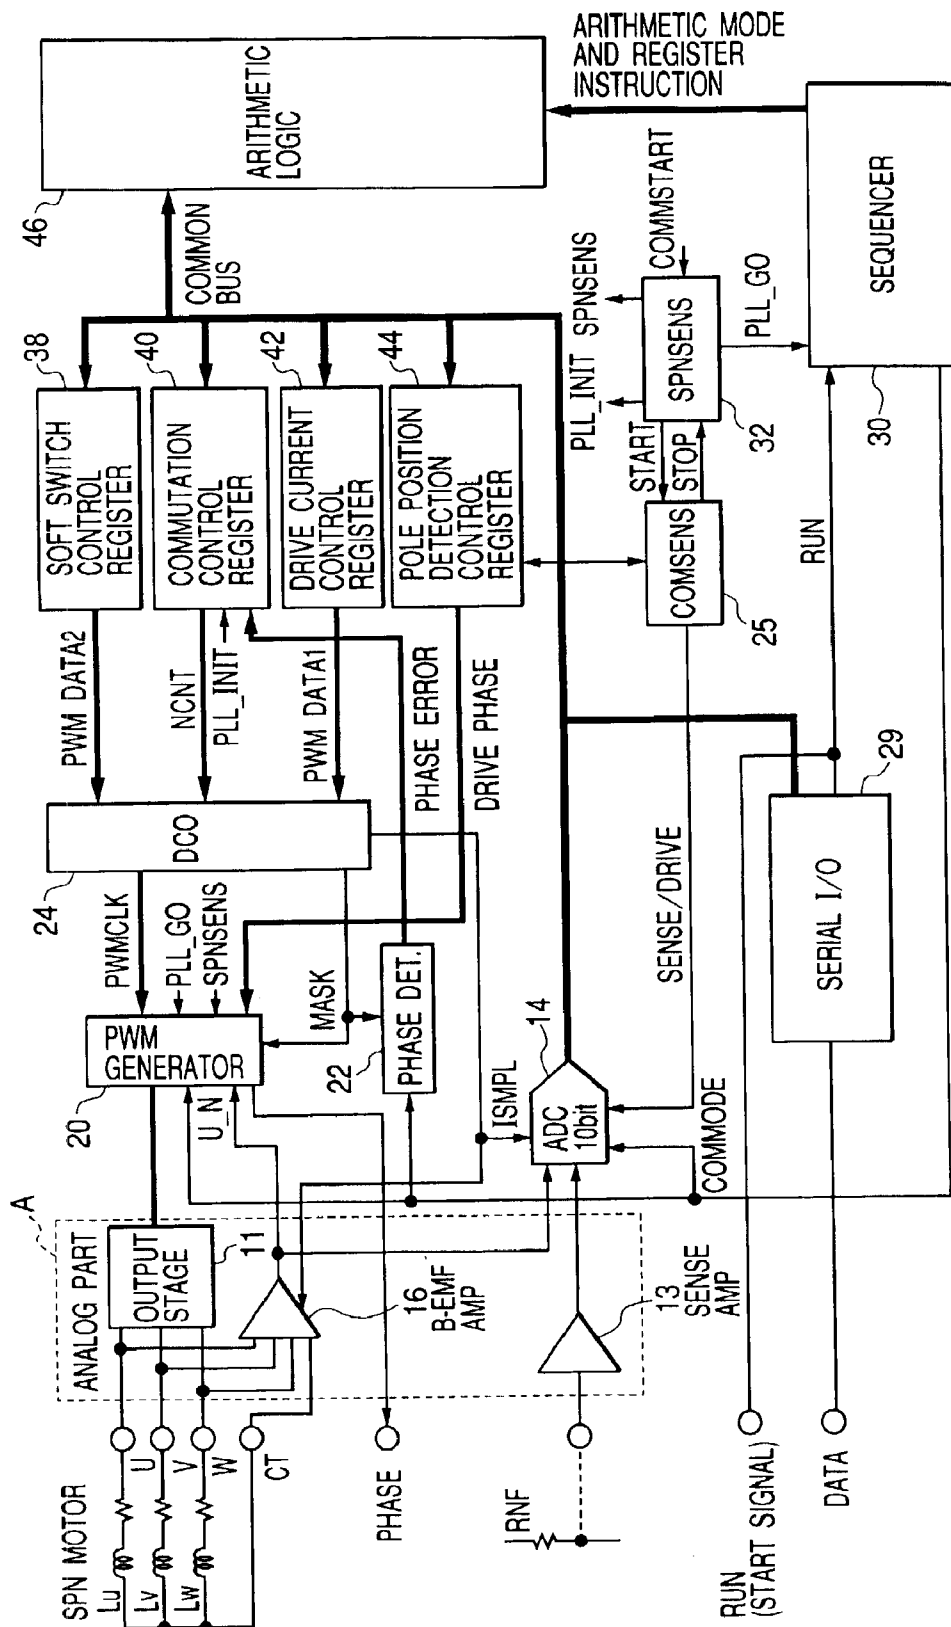 SPN MOTOR
Lu
Lv
Lw
U
V
W
CT
PHASE
RNF
RUN
(START SIGNAL)
DATA
A
ANALOG PART
OUTPUT
STAGE
11
16
B-EMF
AMP
13
SENSE
AMP
20
PWM
GENERATOR
U_N
PWMCLK
PLL_GO
SPNSENS
MASK
22
PHASE DET.
ISMPL
14
ADC
10bit
COMMODE
SENSE/DRIVE
24
DCO
PWM DATA2
NCNT
PLL_INIT
PWM DATA1
PHASE ERROR
DRIVE PHASE
38
SOFT SWITCH
CONTROL
REGISTER
40
COMMUTATION
CONTROL
REGISTER
42
DRIVE CURRENT
CONTROL
REGISTER
44
POLE POSITION
DETECTION
CONTROL
REGISTER
COMMON
BUS
46
ARITHMETIC
LOGIC
ARITHMETIC MODE
AND REGISTER
INSTRUCTION
25
COMSENS
START
STOP
32
SPNSENS
PLL_INIT
SPNSENS
COMMSTART
PLL_GO
29
SERIAL I/O
RUN
30
SEQUENCER